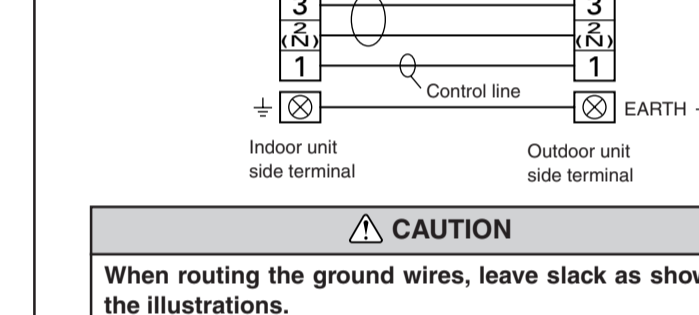 3 3
2 2
(N) (N)
1 1
Control line
EARTH
Indoor unit
side terminal
Outdoor unit
side terminal
CAUTION
When routing the ground wires, leave slack as
the illustrations.